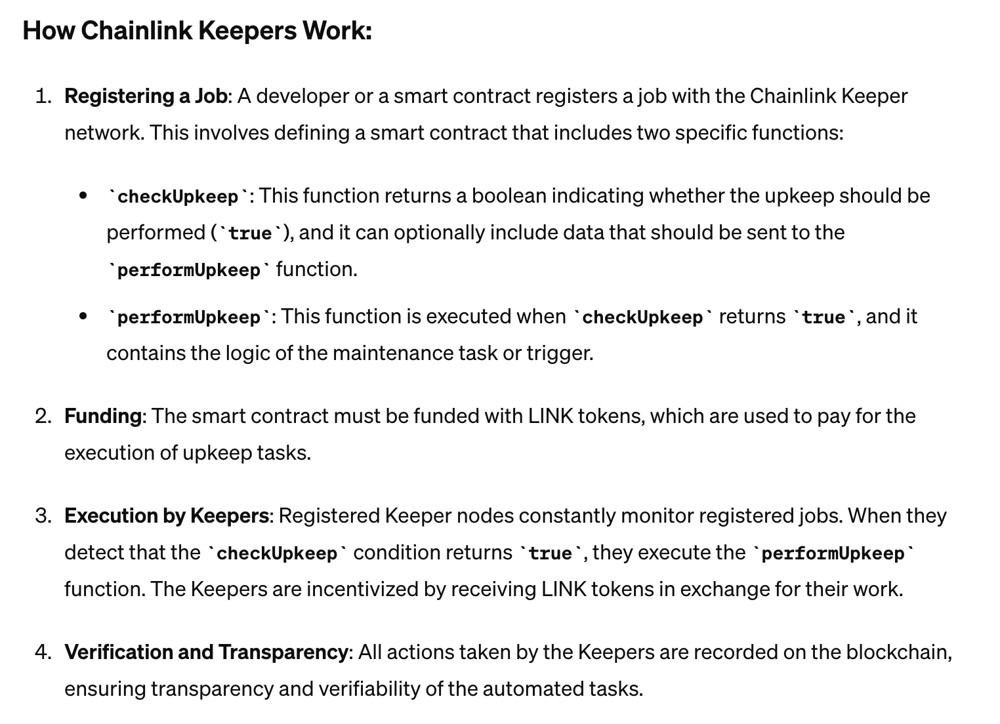 How Chainlink Keepers Work:
1. Registering a Job: A developer or a smart contract registers a job with the Chainlink Keeper
network. This involves defining a smart contract that includes two specific functions:
• `checkUpkeep`: This function returns a boolean indicating whether the upkeep should be
performed (`true`), and it can optionally include data that should be sent to the
`performUpkeep` function.
• `performUpkeep`: This function is executed when `checkUpkeep` returns `true`, and it
contains the logic of the maintenance task or trigger.
2. Funding: The smart contract must be funded with LINK tokens, which are used to pay for the
execution of upkeep tasks.
3. Execution by Keepers: Registered Keeper nodes constantly monitor registered jobs. When they
detect that the `checkUpkeep` condition returns `true`, they execute the `performUpkeep`
function. The Keepers are incentivized by receiving LINK tokens in exchange for their work.
4. Verification and Transparency: All actions taken by the Keepers are recorded on the blockchain,
ensuring transparency and verifiability of the automated tasks.